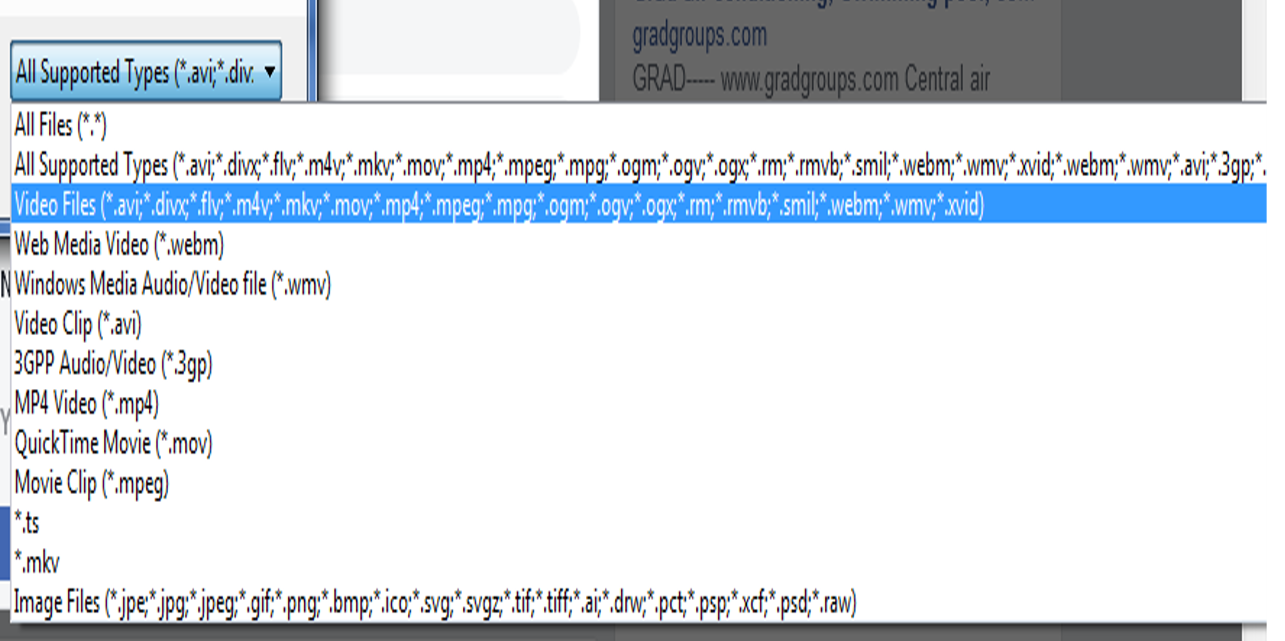 gradgroups.com
GRAD----- www.gradgroups.com Central air
All Supported Types (*.avi;*.div:
All Files (*.*)
All Supported Types (*.avi;*.divx;*.flv;*.m4v;*.mkv;*.mov;*.mp4;*.mpeg;*.mpg;*.ogm;*.ogv;*.ogx;*.rm;*.rmvb;*.smil;*.webm;*.wmv;*.xvid;*.webm;*.wmv;*.avi;*.3gp;*.
Video Files (*.avi;*.divx;*.flv;*.m4v;*.mkv;*.mov;*.mp4;*.mpeg;*.mpg;*.ogm;*.ogv;*.ogx;*.rm;*.rmvb;*.smil;*.webm;*.wmv;*.xvid)
Web Media Video (*.webm)
Windows Media Audio/Video file (*.wmv)
Video Clip (*.avi)
3GPP Audio/Video (*.3gp)
MP4 Video (*.mp4)
QuickTime Movie (*.mov)
Movie Clip (*.mpeg)
*.ts
*.mkv
Image Files (*.jpe;*.jpg;*.jpeg;*.gif;*.png;*.bmp;*.ico;*.svg;*.svgz;*.tif;*.tiff;*.ai;*.drw;*.pct;*.psp;*.xcf;*.psd;*.raw)